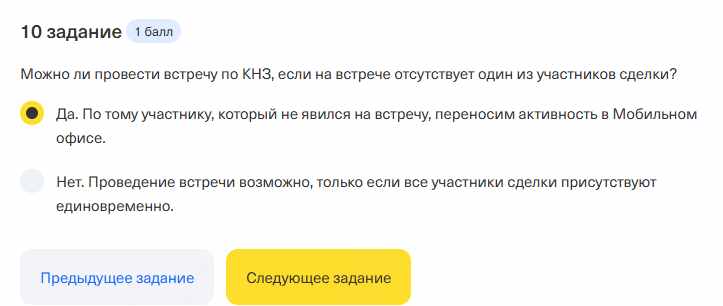 10 задание 1 балл
Можно ли провести встречу по КНЗ, если на встрече отсутствует один из участников сделки?
Да. По тому участнику, который не явился на встречу, переносим активность в Мобильном
офисе.
Нет. Проведение встречи возможно, только если все участники сделки присутствуют
единовременно.
Предыдущее задание Следующее задание